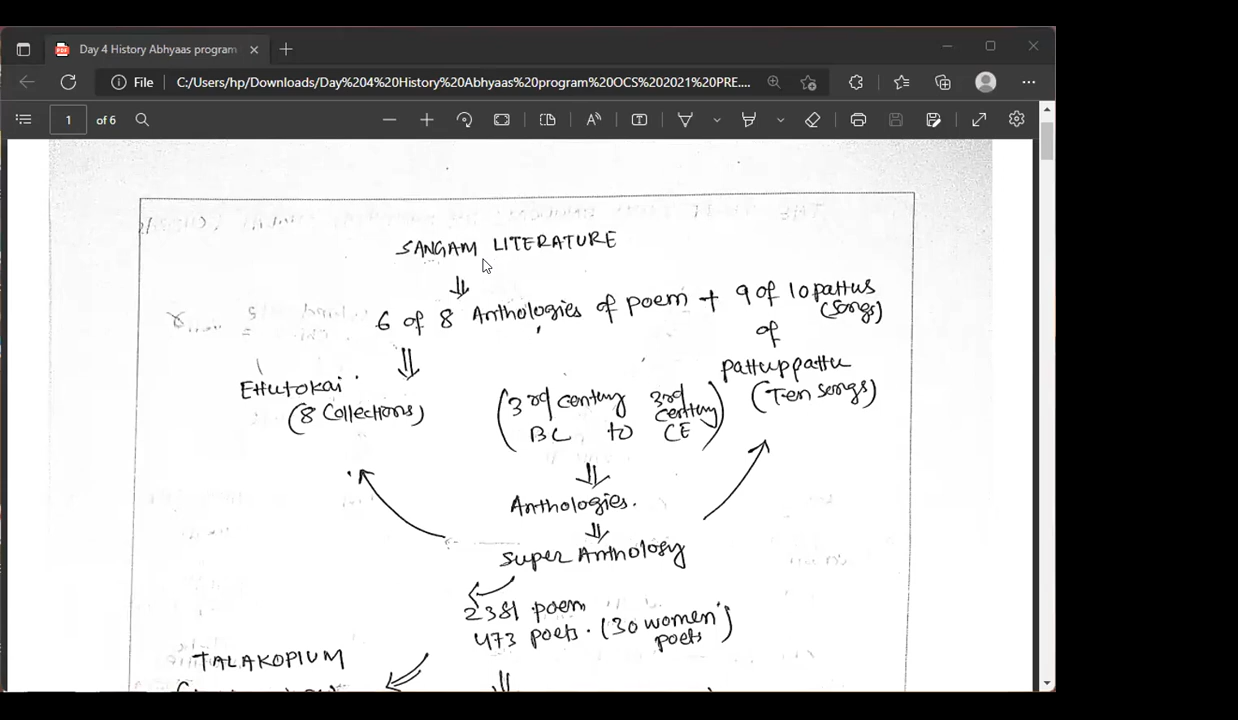 Day 4 History Abhyaas program
File C:/Users/hp/Downloads/Day%204%20History%20Abhyaas%20program%20OCS%202021%20PRE....
1 of 6
SANGAM LITERATURE
6 of 8 Anthologies of poem + 9 of 10 pattus
(songs)
of
pattuppattu
(Ten songs)
Ettutokai
(8 Collections)
(3rd century 3rd century
BC to CE)
Anthologies.
Super Anthology
2381 poem
473 poets. (30 women poets)
TALAKOPIUM